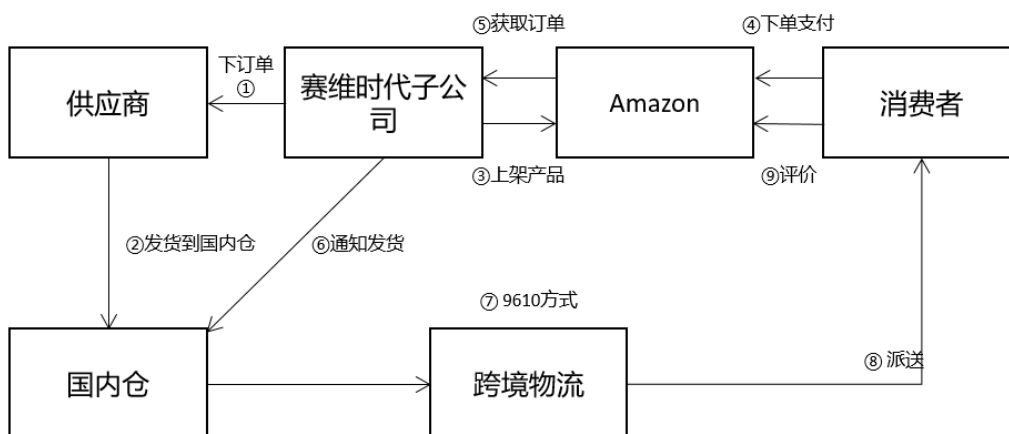 ⑤获取订单
④下单支付
下订单
①
供应商
赛维时代子公
司
Amazon
消费者
③上架产品
⑨评价
②发货到国内仓
⑥通知发货
⑦ 9610方式
国内仓
跨境物流
⑧ 派送